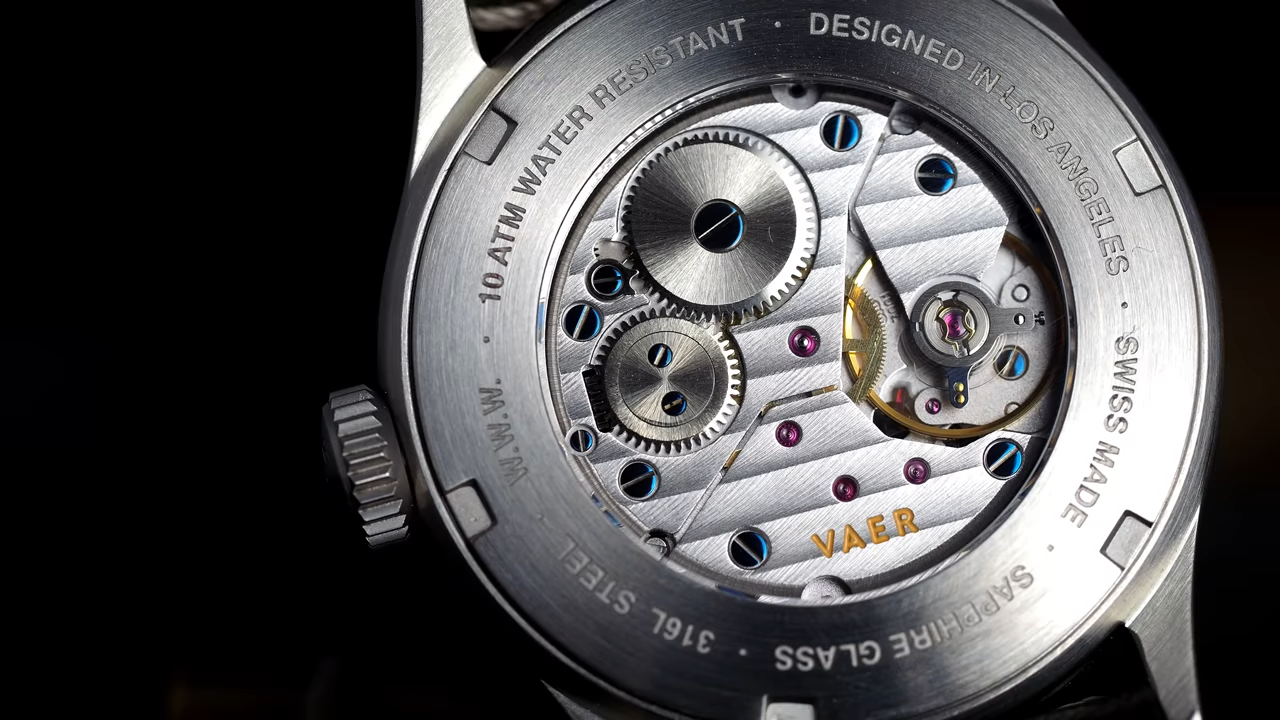 10 ATM WATER RESISTANT · DESIGNED IN LOS ANGELES · SWISS MADE · SAPPHIRE GLASS · 316L STEEL · W.W.W. ·
VAER